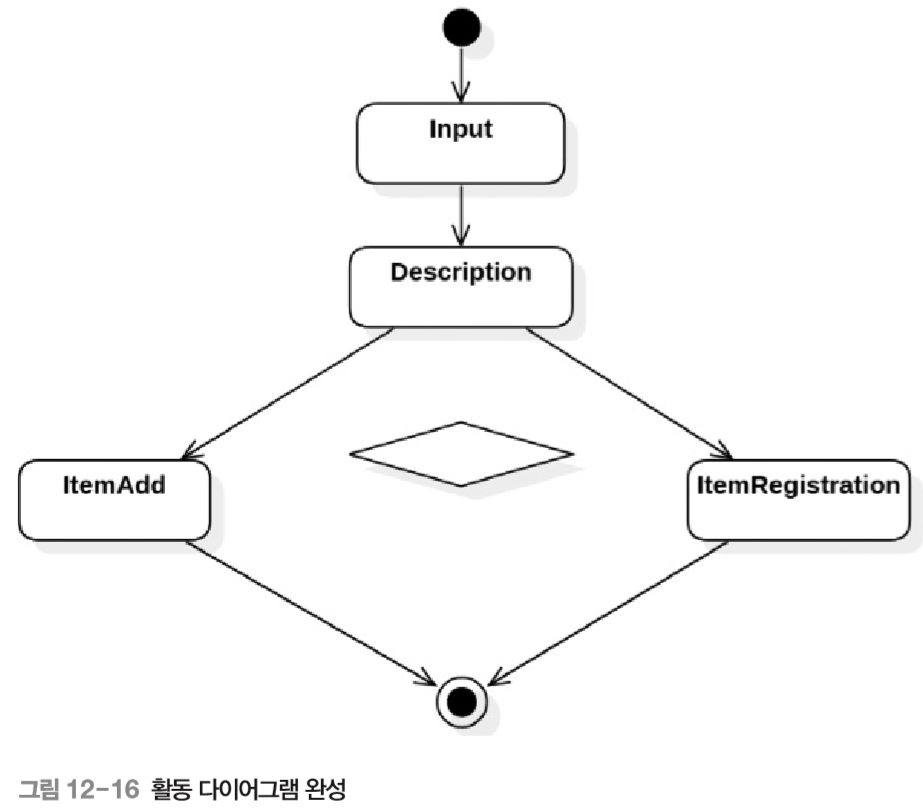 Input
Description
ItemAdd
ItemRegistration
그림 12-16 활동 다이어그램 완성